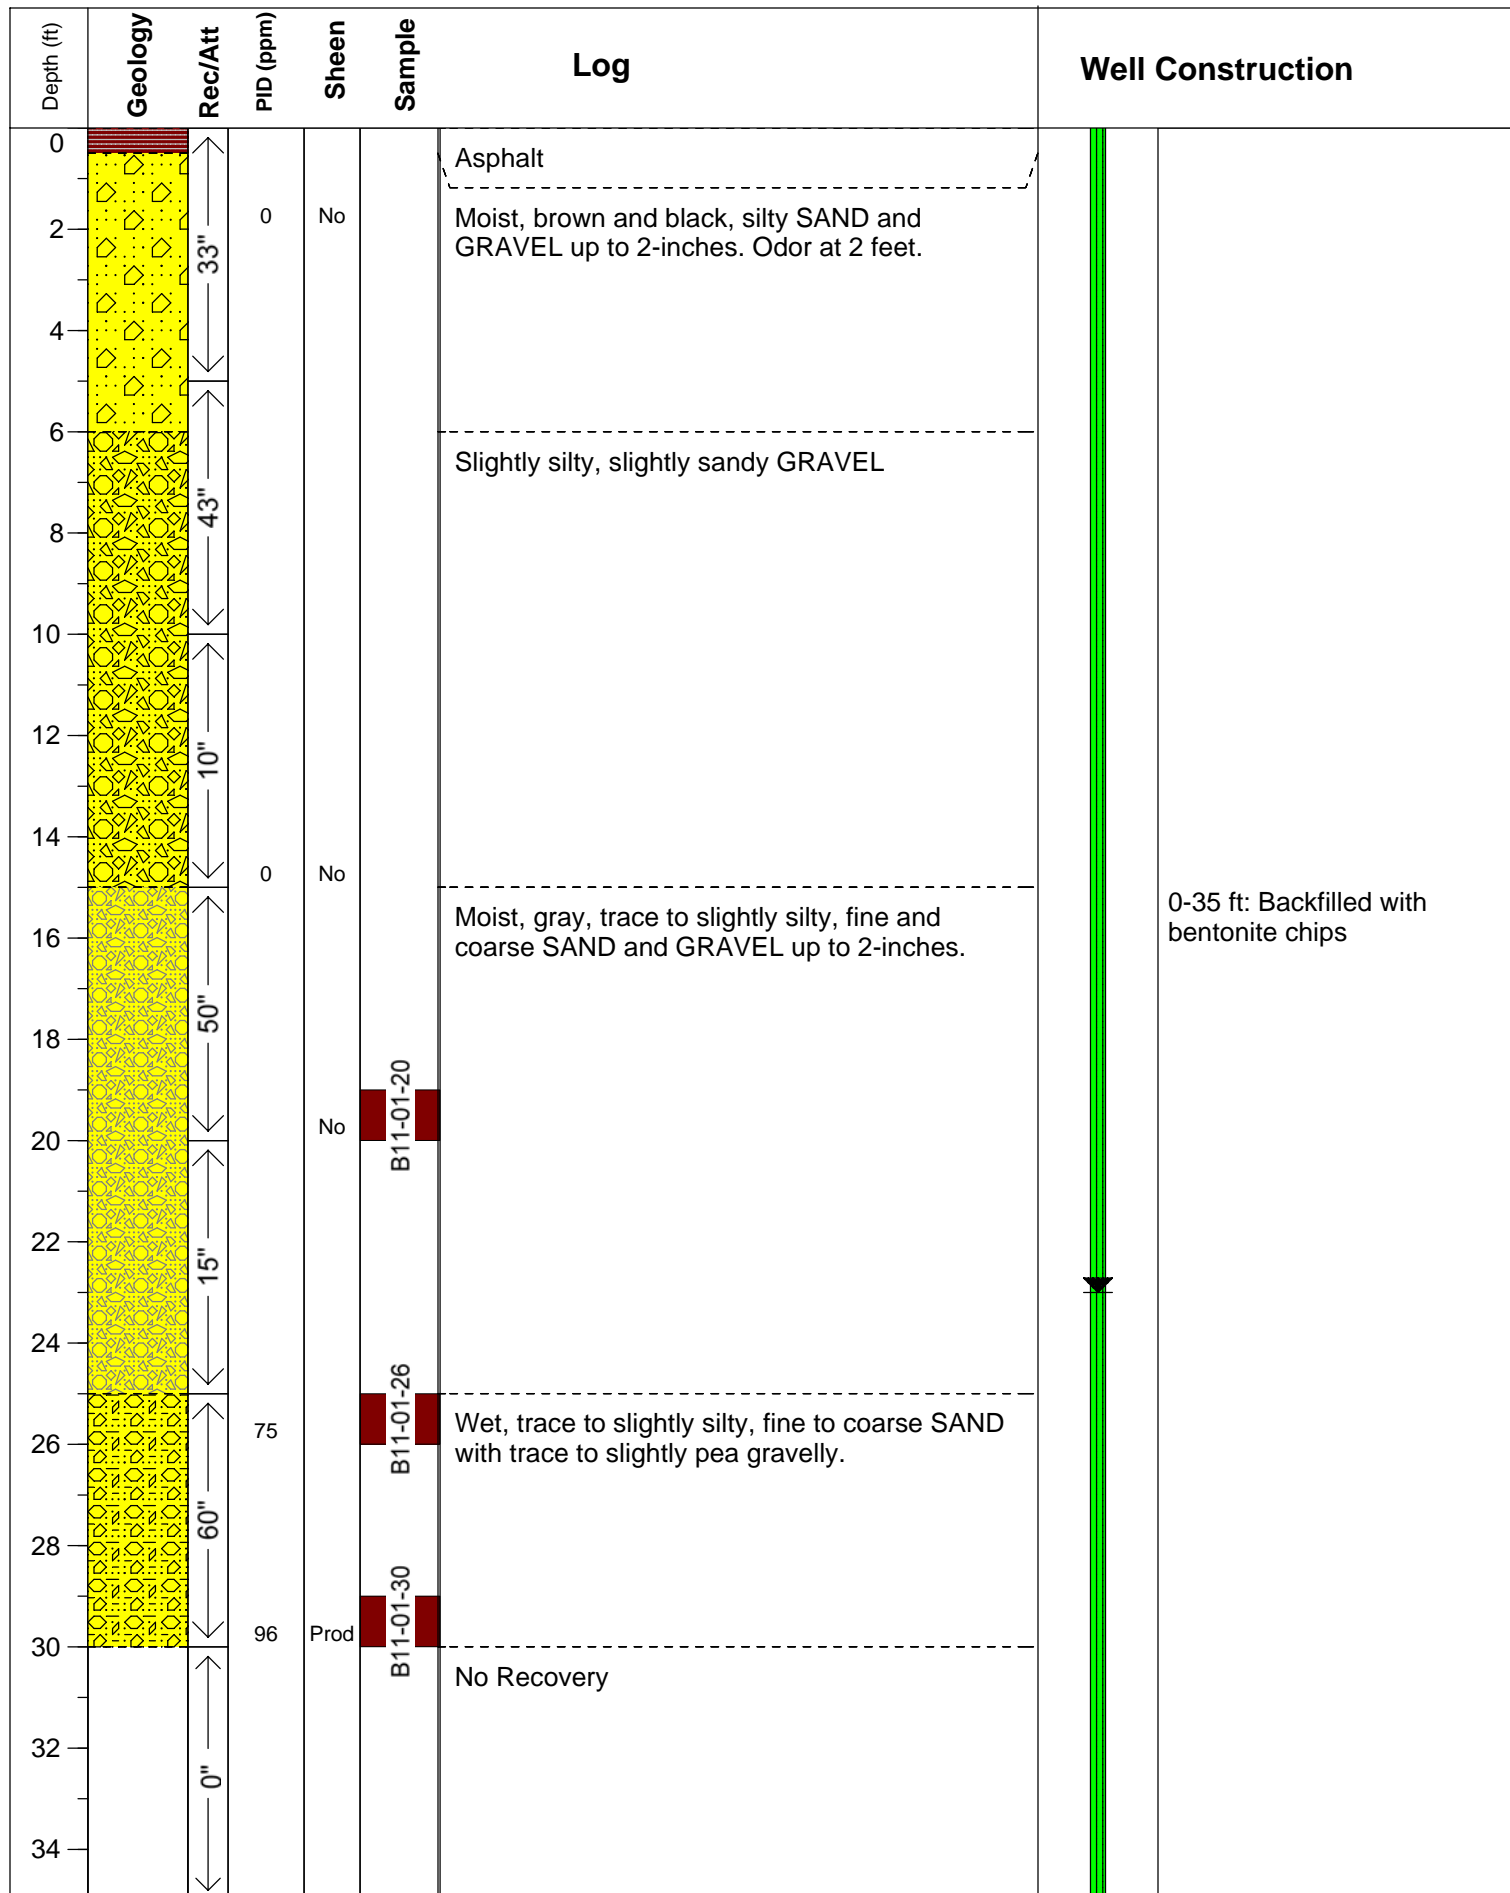 Depth (ft)
Geology
Rec/Att
PID (ppm)
Sheen
Sample
Log
Well Construction
0
Asphalt
0
No
Moist, brown and black, silty SAND and
GRAVEL up to 2-inches. Odor at 2 feet.
2
33"
4
6
Slightly silty, slightly sandy GRAVEL
43"
8
10
12
10"
14
0
No
Moist, gray, trace to slightly silty, fine and
coarse SAND and GRAVEL up to 2-inches.
0-35 ft: Backfilled with
bentonite chips
16
50"
18
B11-01-20
No
20
22
15"
24
B11-01-26
Wet, trace to slightly silty, fine to coarse SAND
with trace to slightly pea gravelly.
75
26
60"
28
B11-01-30
96
Prod
30
No Recovery
32
0"
34